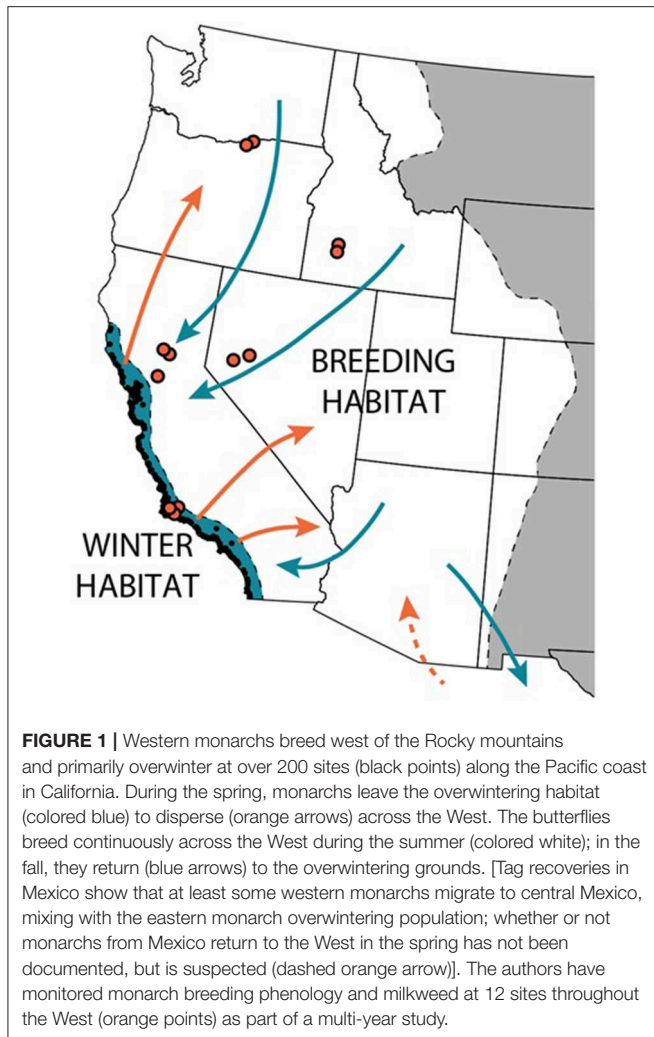 BREEDING
HABITAT
WINTER
HABITAT
FIGURE 1 | Western monarchs breed west of the Rocky mountains
and primarily overwinter at over 200 sites (black points) along the Pacific coast
in California. During the spring, monarchs leave the overwintering habitat
(colored blue) to disperse (orange arrows) across the West. The butterflies
breed continuously across the West during the summer (colored white); in the
fall, they return (blue arrows) to the overwintering grounds. [Tag recoveries in
Mexico show that at least some western monarchs migrate to central Mexico,
mixing with the eastern monarch overwintering population; whether or not
monarchs from Mexico return to the West in the spring has not been
documented, but is suspected (dashed orange arrow)]. The authors have
monitored monarch breeding phenology and milkweed at 12 sites throughout
the West (orange points) as part of a multi-year study.